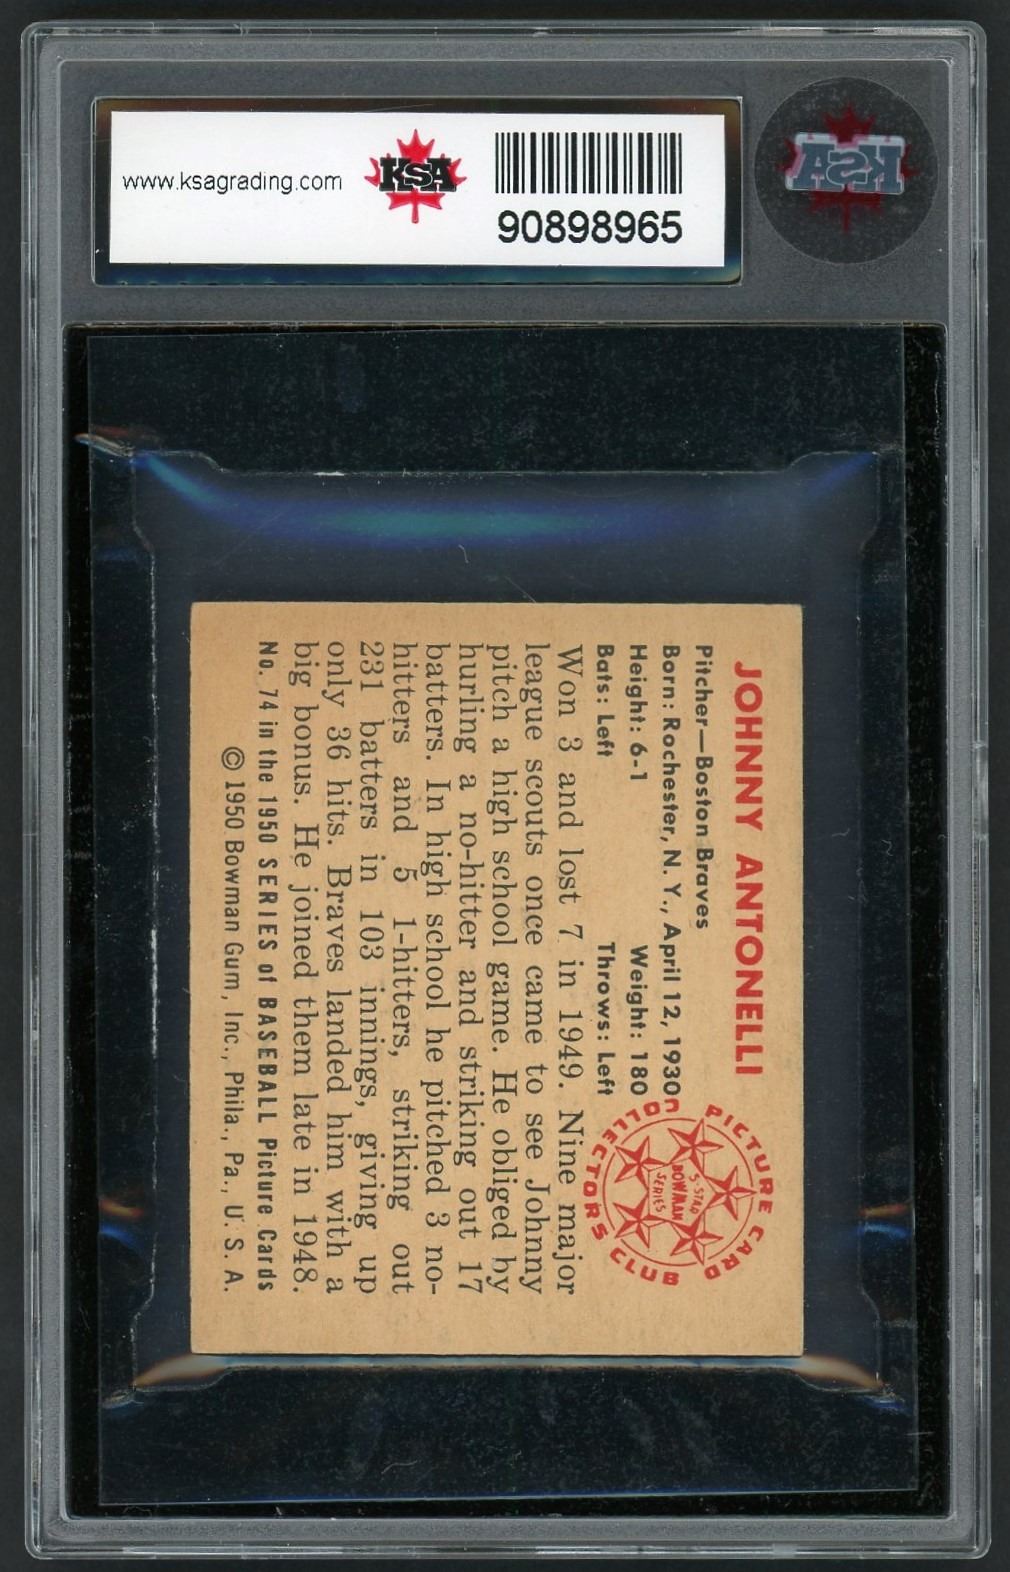 www.ksagrading.com
KSA
90898965
KSA
JOHNNY ANTONELLI
Pitcher—Boston Braves
Born: Rochester, N. Y., April 12, 1930
Height: 6-1 Weight: 180
Bats: Left Throws: Left
PICTURE CARD
COLLECTORS CLUB
5-STAR
BOWMAN
SERIES
Won 3 and lost 7 in 1949. Nine major
league scouts once came to see Johnny
pitch a high school game. He obliged by
hurling a no-hitter and striking out 17
batters. In high school he pitched 3 no-
hitters and 5 1-hitters, striking out
231 batters in 103 innings, giving up
only 36 hits. Braves landed him with a
big bonus. He joined them late in 1948.
No. 74 in the 1950 SERIES of BASEBALL Picture Cards
© 1950 Bowman Gum, Inc., Phila., Pa., U. S. A.